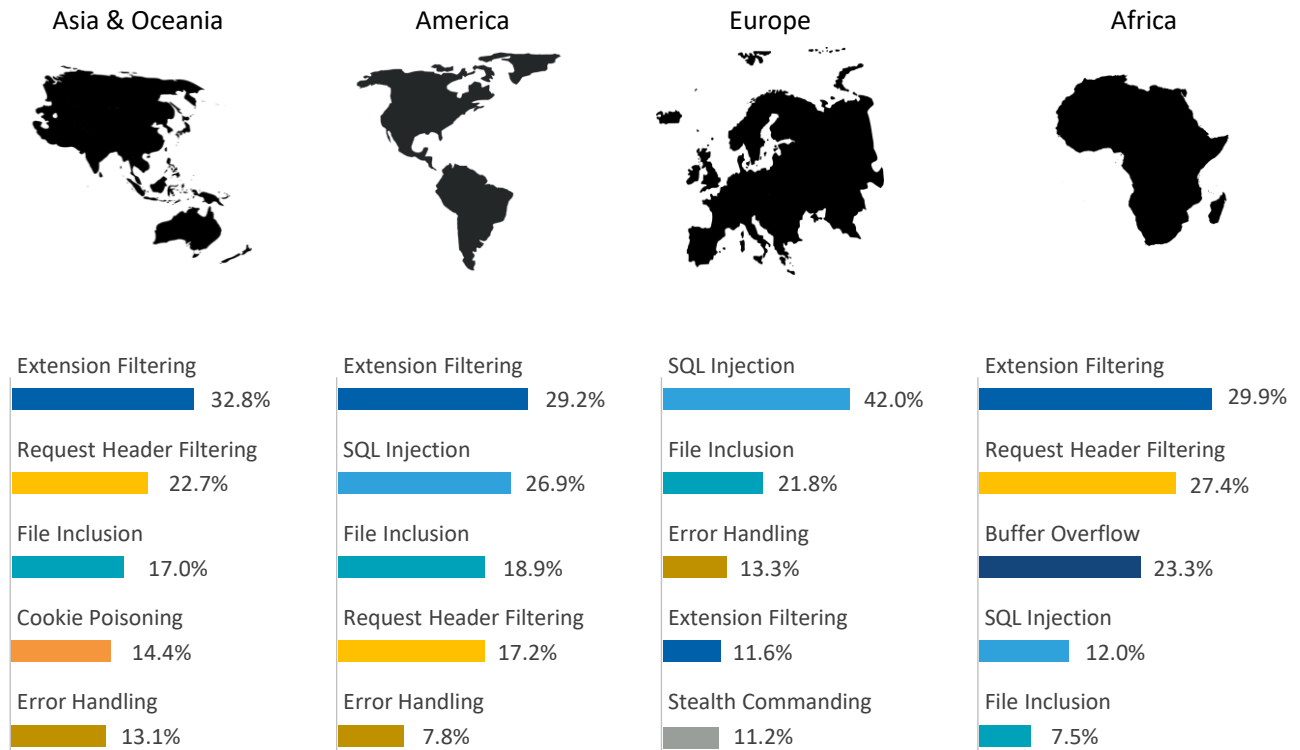 Asia & Oceania
America
Europe
Africa
Extension Filtering
32.8%
Request Header Filtering
22.7%
File Inclusion
17.0%
Cookie Poisoning
14.4%
Error Handling
13.1%
Extension Filtering
29.2%
SQL Injection
26.9%
File Inclusion
18.9%
Request Header Filtering
17.2%
Error Handling
7.8%
SQL Injection
42.0%
File Inclusion
21.8%
Error Handling
13.3%
Extension Filtering
11.6%
Stealth Commanding
11.2%
Extension Filtering
29.9%
Request Header Filtering
27.4%
Buffer Overflow
23.3%
SQL Injection
12.0%
File Inclusion
7.5%